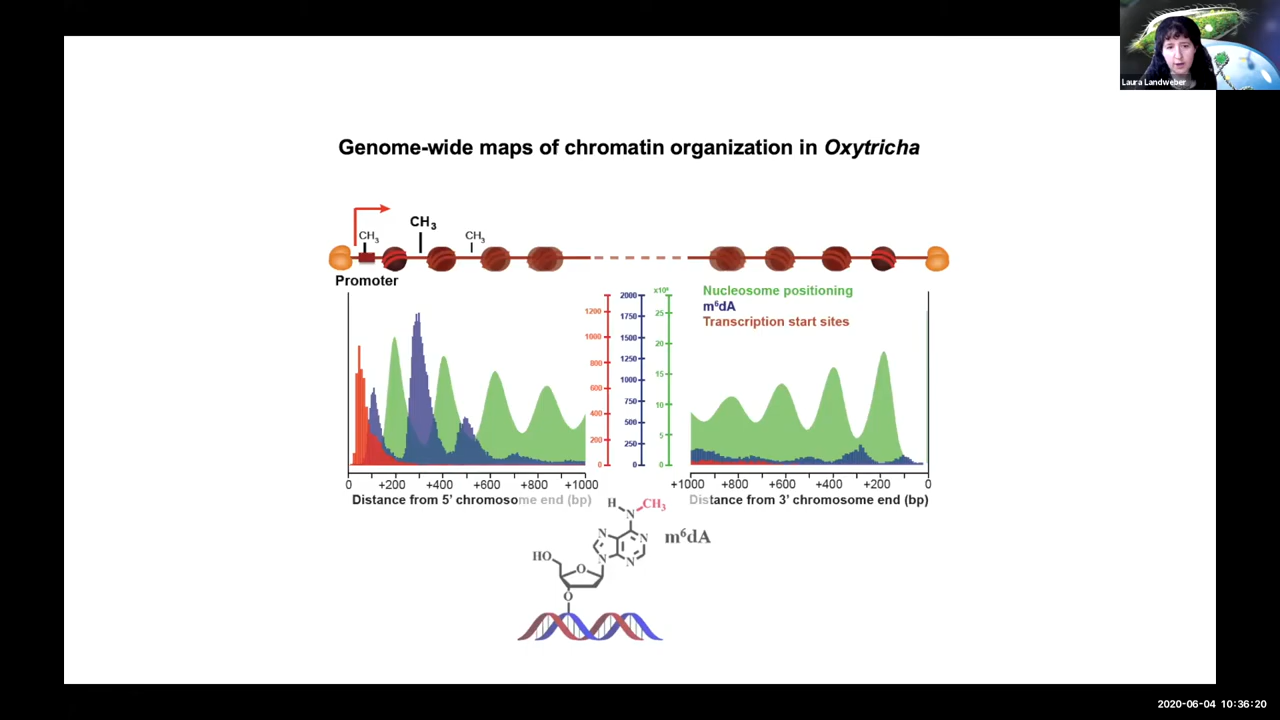 Laura Landweber
Genome-wide maps of chromatin organization in Oxytricha
CH₃
CH₃
CH₃
Promoter
Nucleosome positioning
m⁶dA
Transcription start sites
1200
1000
800
600
400
200
0
2000
1750
1500
1250
1000
750
500
250
0
25
20
15
10
5
0
0 +200 +400 +600 +800 +1000
+1000 +800 +600 +400 +200 0
Distance from 5' chromosome end (bp)
Distance from 3' chromosome end (bp)
H
N
CH₃
N
N
N
N
m⁶dA
HO
O
O
2020-06-04 10:36:20